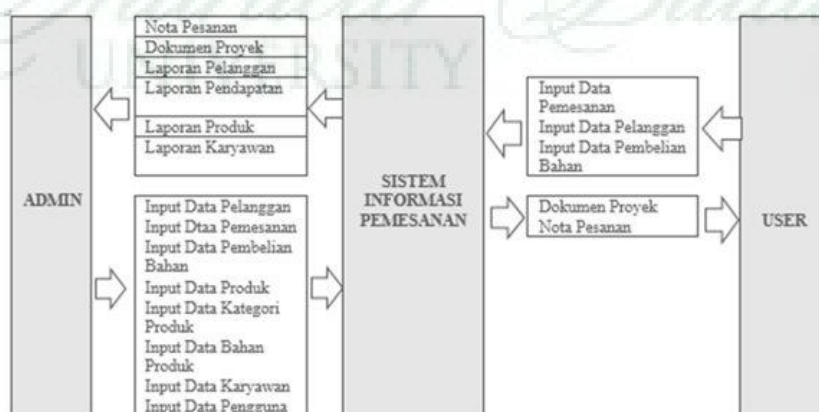 UNIVERSITY
Nota Pesanan
Dokumen Proyek
Laporan Pelanggan
Laporan Pendapatan
Laporan Produk
Laporan Karyawan
ADMIN
Input Data Pelanggan
Input Dtaa Pemesanan
Input Data Pembelian
Bahan
Input Data Produk
Input Data Kategori
Produk
Input Data Bahan
Produk
Input Data Karyawan
Input Data Pengguna
SISTEM
INFORMASI
PEMESANAN
Input Data
Pemesanan
Input Data Pelanggan
Input Data Pembelian
Bahan
Dokumen Proyek
Nota Pesanan
USER